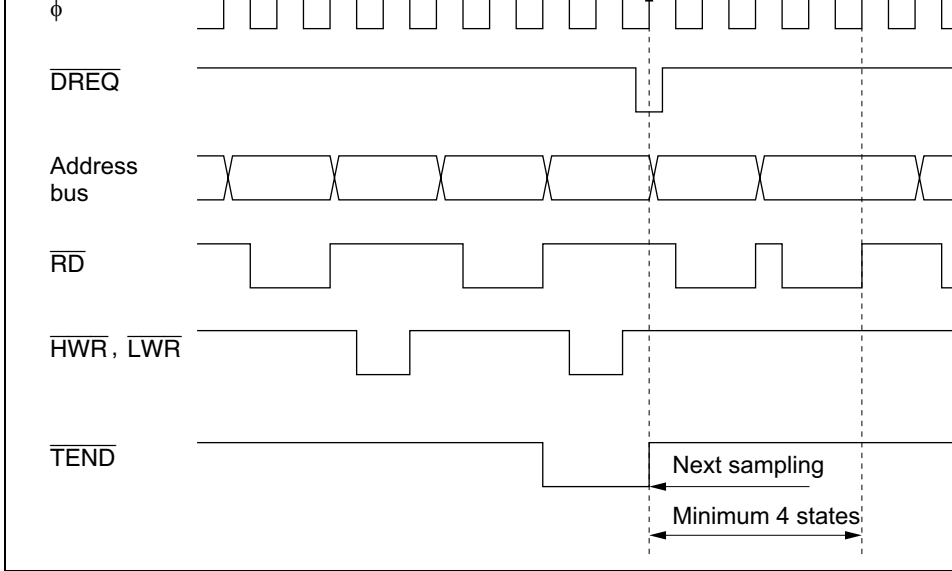 ϕ
DREQ
Address
bus
RD
HWR, LWR
TEND
Next sampling
Minimum 4 states